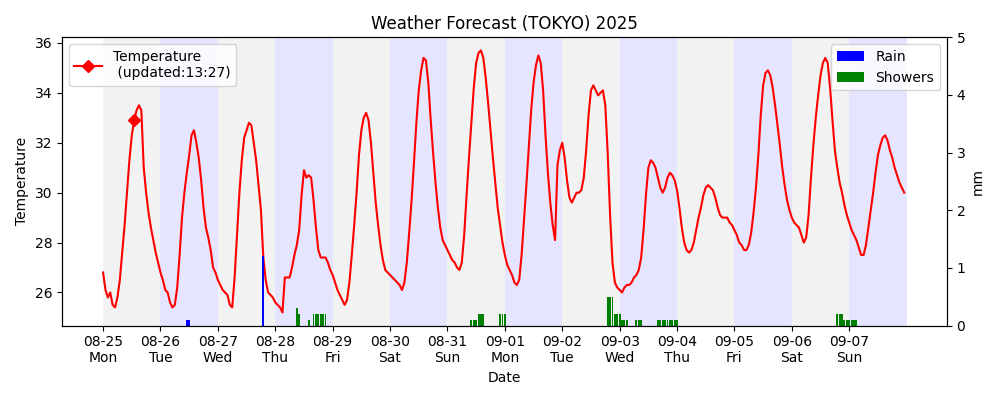 Weather Forecast (TOKYO) 2025
Temperature
(updated:13:27)
Rain
Showers
Temperature
36
34
32
30
28
26
5
4
3
2
1
0
mm
08-25 08-26 08-27 08-28 08-29 08-30 08-31 09-01 09-02 09-03 09-04 09-05 09-06 09-07
Mon Tue Wed Thu Fri Sat Sun Mon Tue Wed Thu Fri Sat Sun
Date